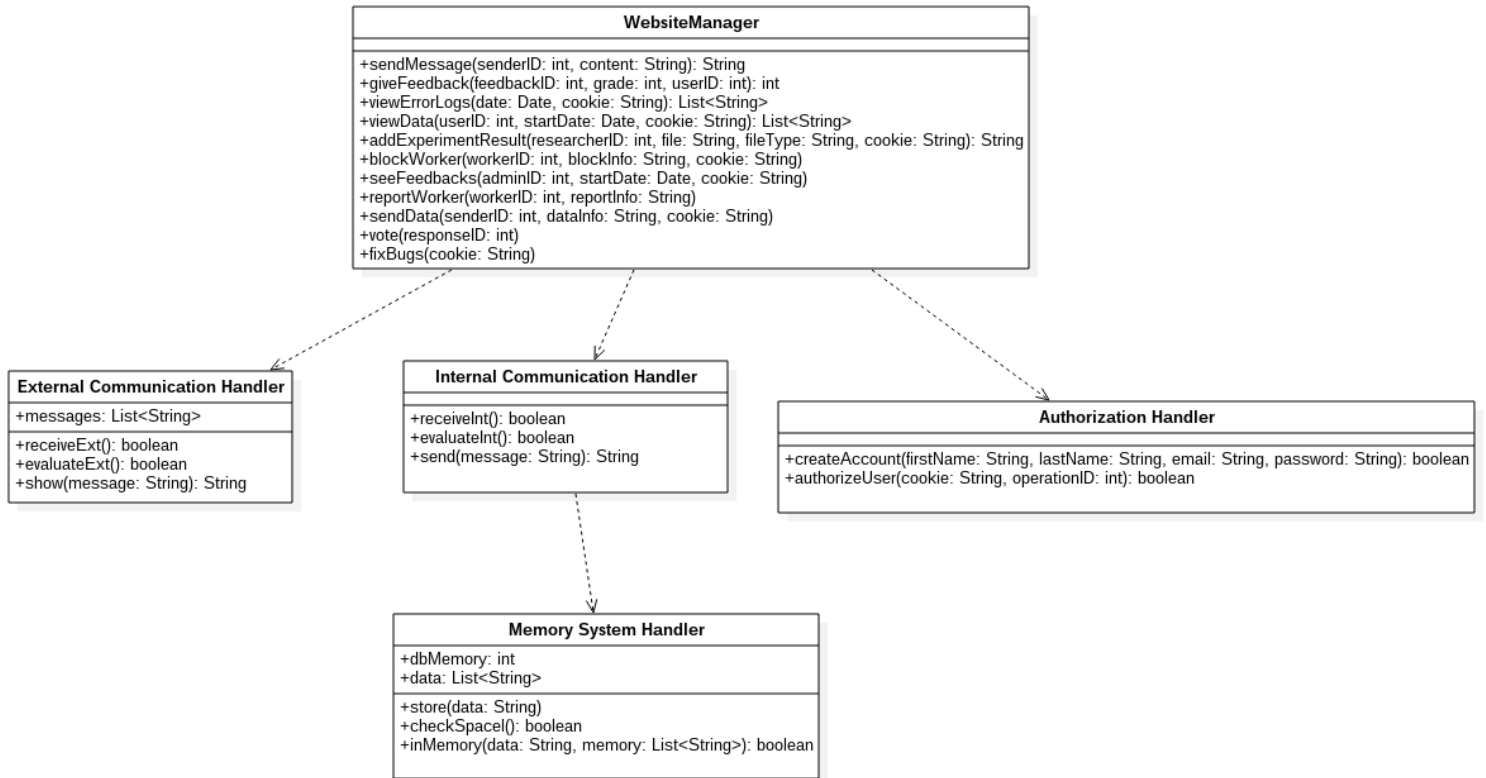 WebsiteManager
+sendMessage(senderID: int, content: String): String
+giveFeedback(feedbackID: int, grade: int, userID: int): int
+viewErrorLogs(date: Date, cookie: String): List<String>
+viewData(userID: int, startDate: Date, cookie: String): List<String>
+addExperimentResult(researcherID: int, file: String, fileType: String, cookie: String): String
+blockWorker(workerID: int, blockInfo: String, cookie: String)
+seeFeedbacks(adminID: int, startDate: Date, cookie: String)
+reportWorker(workerID: int, reportInfo: String)
+sendData(senderID: int, dataInfo: String, cookie: String)
+vote(responseID: int)
+fixBugs(cookie: String)
External Communication Handler
+messages: List<String>
+receiveExt(): boolean
+evaluateExt(): boolean
+show(message: String): String
Internal Communication Handler
+receiveInt(): boolean
+evaluateInt(): boolean
+send(message: String): String
Authorization Handler
+createAccount(firstName: String, lastName: String, email: String, password: String): boolean
+authorizeUser(cookie: String, operationID: int): boolean
Memory System Handler
+dbMemory: int
+data: List<String>
+store(data: String)
+checkSpacel(): boolean
+inMemory(data: String, memory: List<String>): boolean